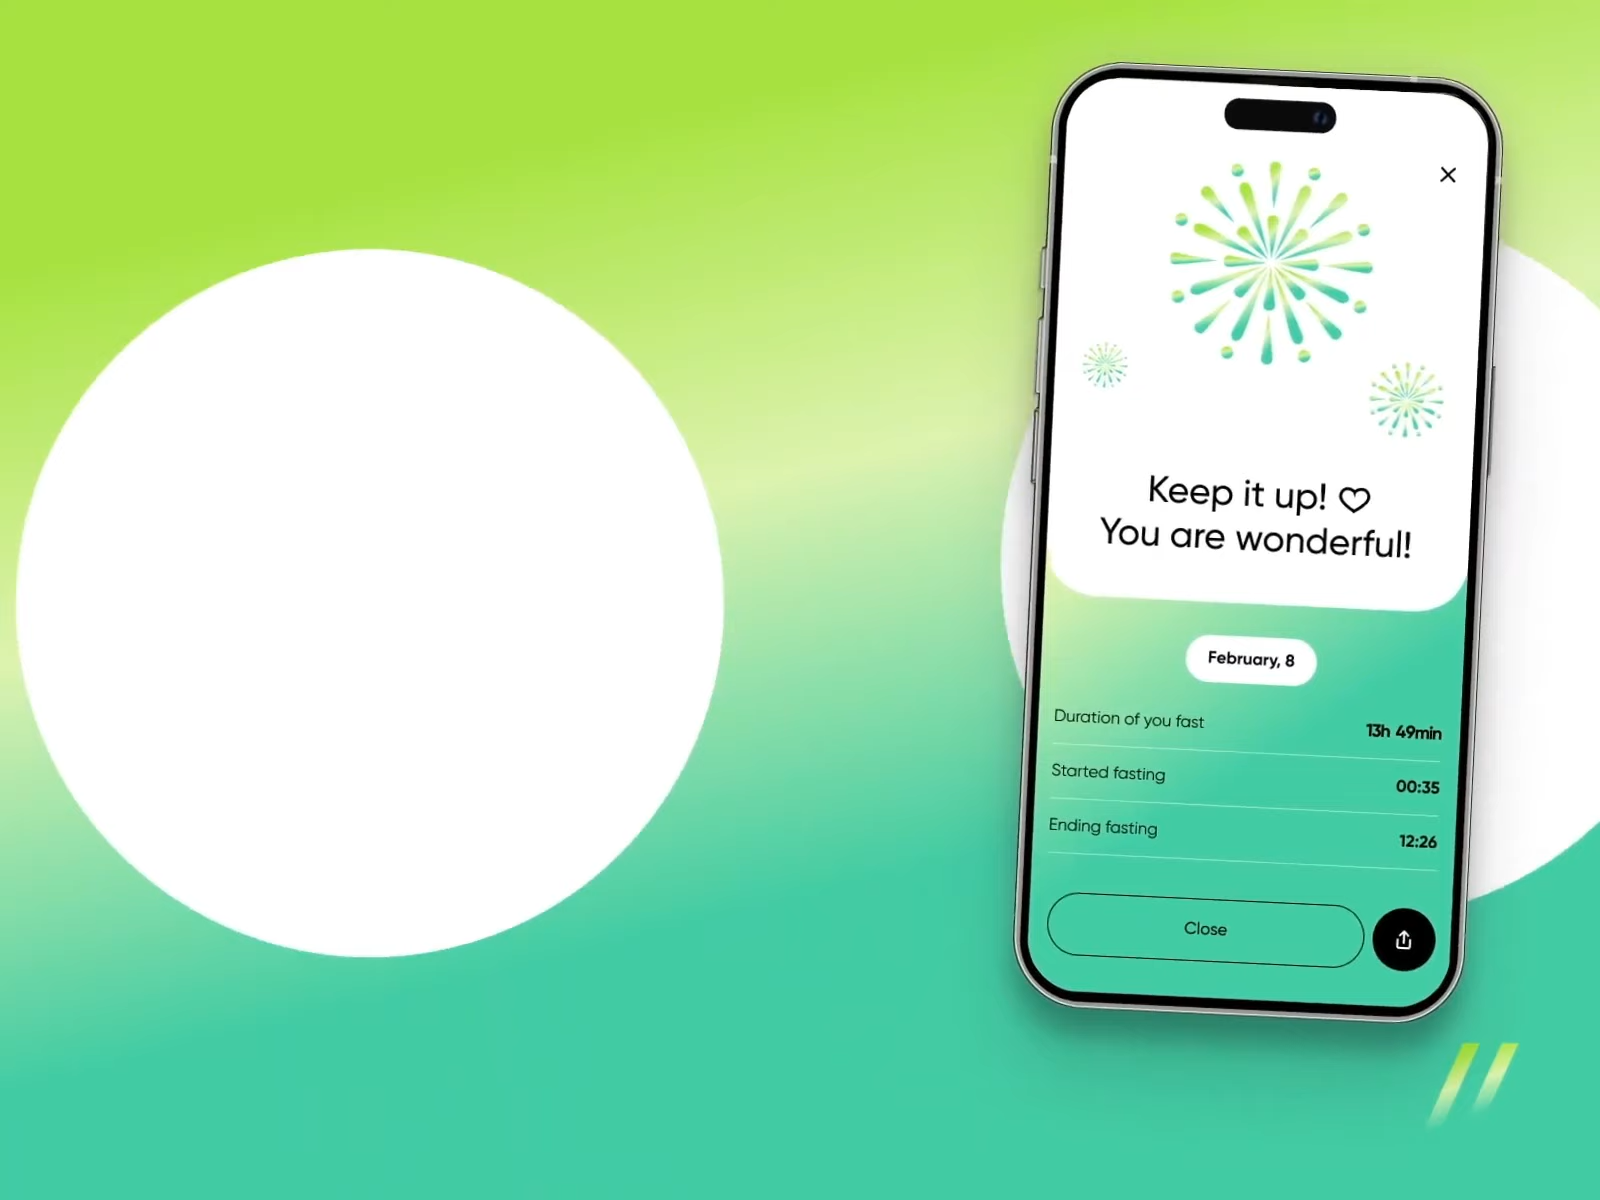 Keep it up! ♡
You are wonderful!
February, 8
Duration of you fast 13h 49min
Started fasting 00:35
Ending fasting 12:26
Close